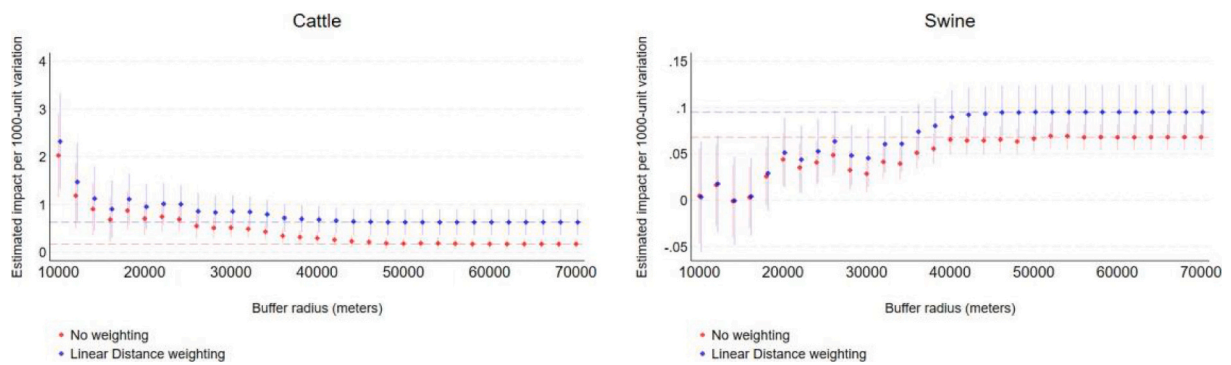 Cattle
Estimated impact per 1000-unit variation
4
3
2
1
0
10000 20000 30000 40000 50000 60000 70000
Buffer radius (meters)
No weighting
Linear Distance weighting
Swine
Estimated impact per 1000-unit variation
.15
.1
.05
0
-.05
10000 20000 30000 40000 50000 60000 70000
Buffer radius (meters)
No weighting
Linear Distance weighting